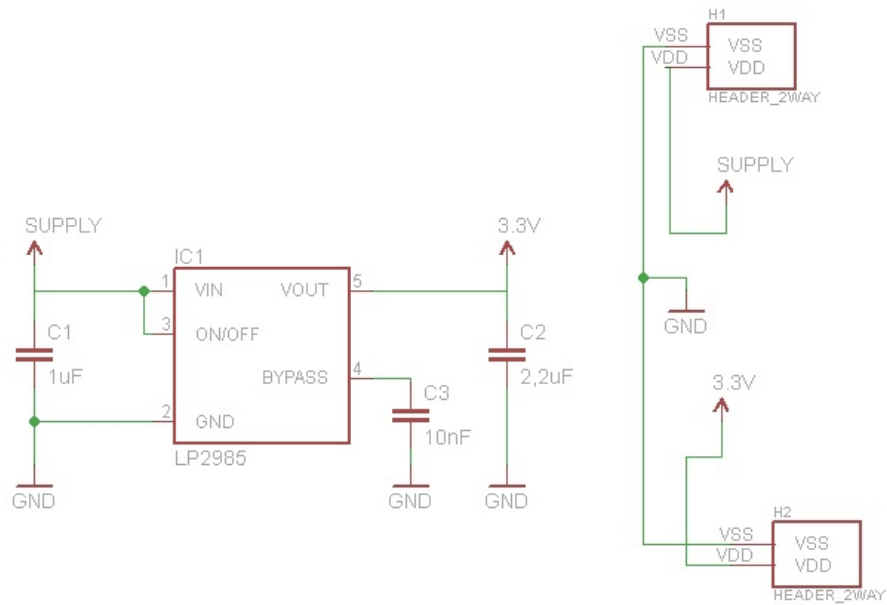 SUPPLY
IC1
1
VIN
VOUT
5
3.3V
3
ON/OFF
C1
1uF
BYPASS
4
C2
2,2uF
2
GND
C3
10nF
LP2985
GND
GND
GND
H1
VSS
VSS
VDD
VDD
HEADER_2WAY
SUPPLY
GND
3.3V
H2
VSS
VSS
VDD
VDD
HEADER_2WAY